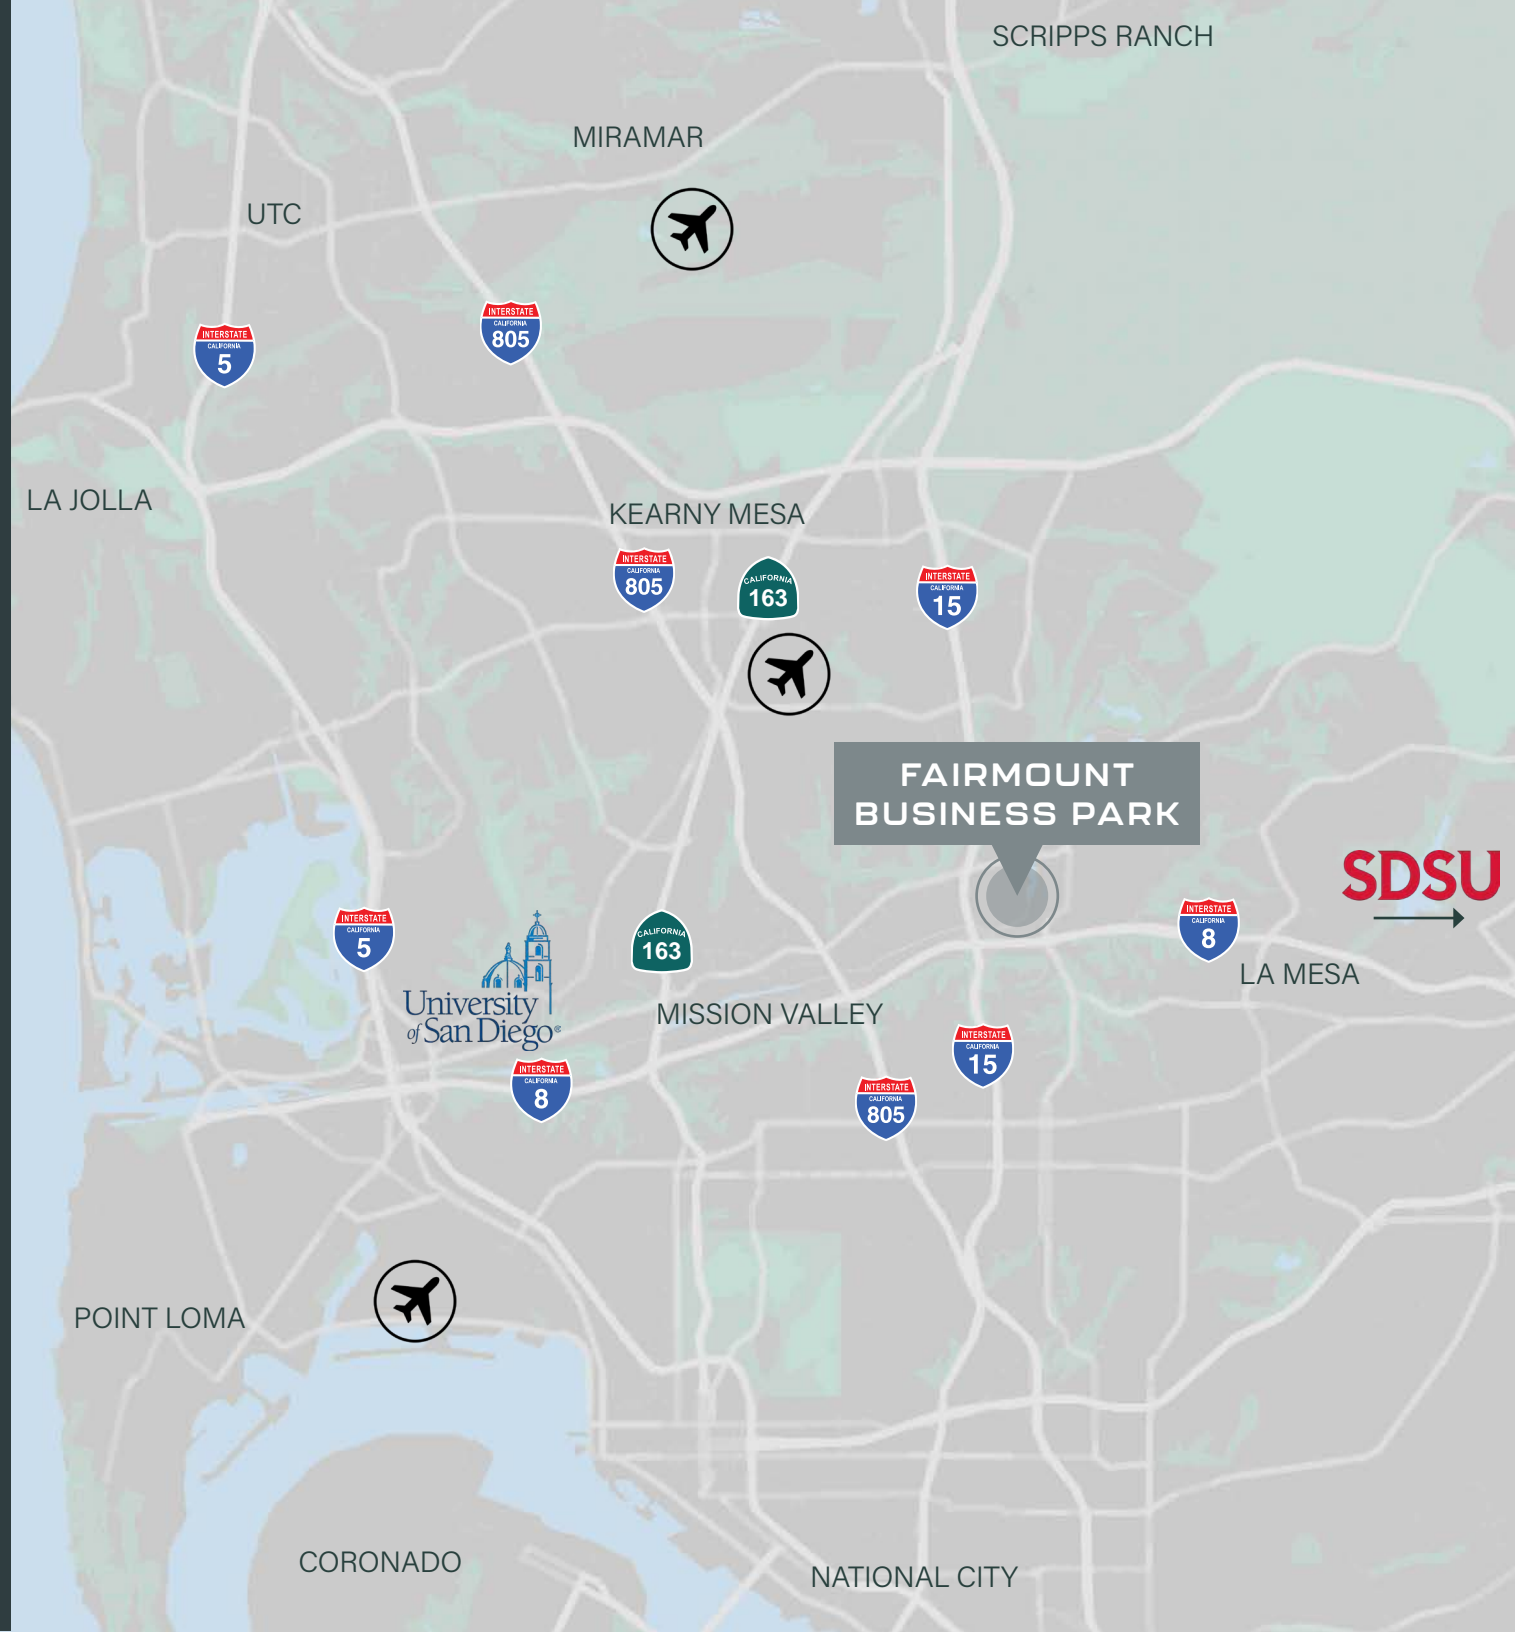 SCRIPPS RANCH
MIRAMAR
UTC
INTERSTATE
CALIFORNIA
805
INTERSTATE
CALIFORNIA
5
LA JOLLA
KEARNY MESA
INTERSTATE
CALIFORNIA
805
CALIFORNIA
163
INTERSTATE
CALIFORNIA
15
FAIRMOUNT
BUSINESS PARK
SDSU
INTERSTATE
CALIFORNIA
5
CALIFORNIA
163
INTERSTATE
CALIFORNIA
8
LA MESA
University
of San Diego®
MISSION VALLEY
INTERSTATE
CALIFORNIA
15
INTERSTATE
CALIFORNIA
8
INTERSTATE
CALIFORNIA
805
POINT LOMA
CORONADO
NATIONAL CITY